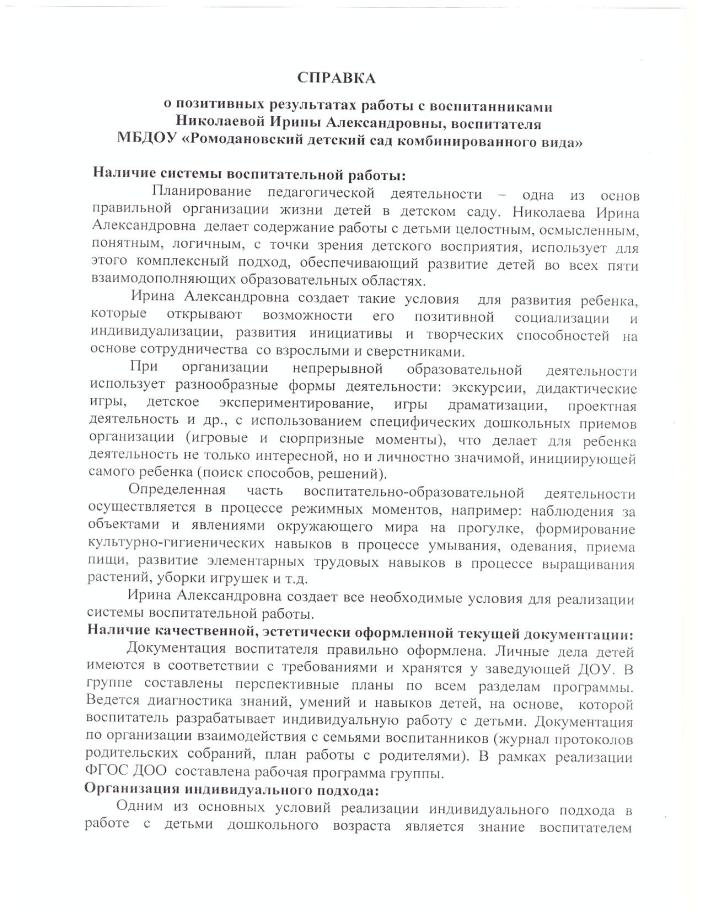 СПРАВКА
о позитивных результатах работы с воспитанниками
Николаевой Ирины Александровны, воспитателя
МБДОУ «Ромодановский детский сад комбинированного вида»
Наличие системы воспитательной работы:
Планирование педагогической деятельности – одна из основ
правильной организации жизни детей в детском саду. Николаева Ирина
Александровна делает содержание работы с детьми целостным, осмысленным,
понятным, логичным, с точки зрения детского восприятия, использует для
этого комплексный подход, обеспечивающий развитие детей во всех пяти
взаимодополняющих образовательных областях.
Ирина Александровна создает такие условия для развития ребенка,
которые открывают возможности его позитивной социализации и
индивидуализации, развития инициативы и творческих способностей на
основе сотрудничества со взрослыми и сверстниками.
При организации непрерывной образовательной деятельности
использует разнообразные формы деятельности: экскурсии, дидактические
игры, детское экспериментирование, игры драматизации, проектная
деятельность и др., с использованием специфических дошкольных приемов
организации (игровые и сюрпризные моменты), что делает для ребенка
деятельность не только интересной, но и личностно значимой, инициирующей
самого ребенка (поиск способов, решений).
Определенная часть воспитательно-образовательной деятельности
осуществляется в процессе режимных моментов, например: наблюдения за
объектами и явлениями окружающего мира на прогулке, формирование
культурно-гигиенических навыков в процессе умывания, одевания, приема
пищи, развитие элементарных трудовых навыков в процессе выращивания
растений, уборки игрушек и т.д.
Ирина Александровна создает все необходимые условия для реализации
системы воспитательной работы.
Наличие качественной, эстетически оформленной текущей документации:
Документация воспитателя правильно оформлена. Личные дела детей
имеются в соответствии с требованиями и хранятся у заведующей ДОУ. В
группе составлены перспективные планы по всем разделам программы.
Ведется диагностика знаний, умений и навыков детей, на основе, которой
воспитатель разрабатывает индивидуальную работу с детьми. Документация
по организации взаимодействия с семьями воспитанников (журнал протоколов
родительских собраний, план работы с родителями). В рамках реализации
ФГОС ДОО составлена рабочая программа группы.
Организация индивидуального подхода:
Одним из основных условий реализации индивидуального подхода в
работе с детьми дошкольного возраста является знание воспитателем